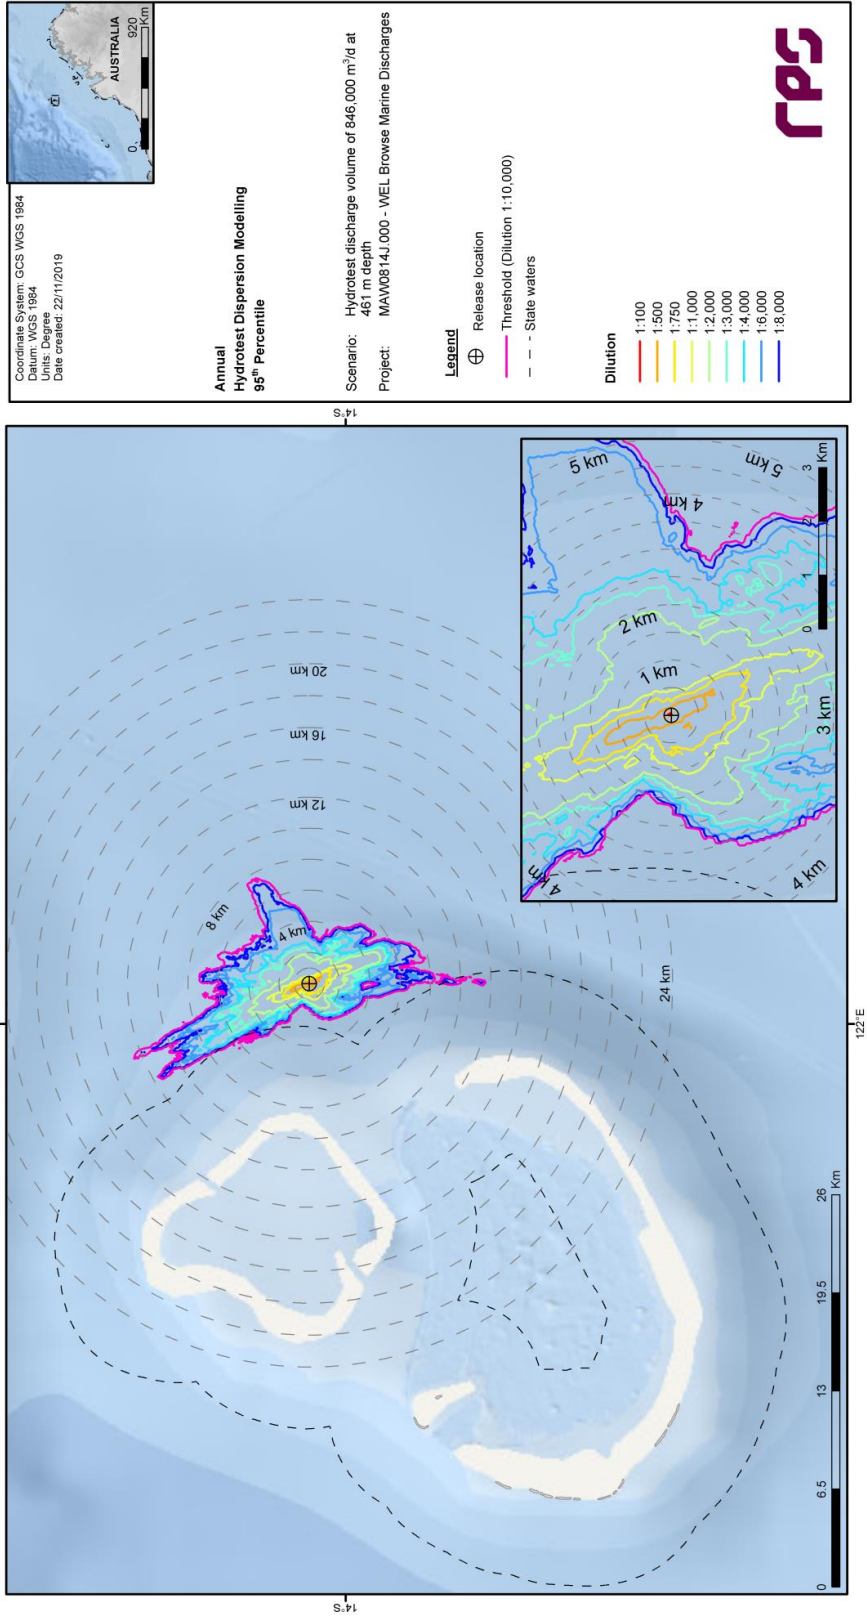 14°S
14°S
122°E
4 km
8 km
12 km
16 km
20 km
24 km
0 6.5 13 19.5 26 Km
1 km
2 km
3 km
4 km
4 km
4 km
5 km
5 km
0 1 2 3 Km
Coordinate System: GCS WGS 1984
Datum: WGS 1984
Units: Degree
Date created: 22/11/2019
AUSTRALIA
0 920 Km
Annual
Hydrotest Dispersion Modelling
95th Percentile
Scenario: Hydrotest discharge volume of 846,000 m³/d at
461 m depth
Project: MAW0814J.000 - WEL Browse Marine Discharges
Legend
Release location
Threshold (Dilution 1:10,000)
State waters
Dilution
1:100
1:500
1:750
1:1,000
1:2,000
1:3,000
1:4,000
1:6,000
1:8,000
rps